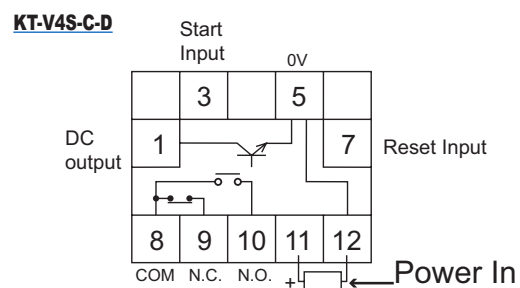 KT-V4S-C-D
Start
Input
0V
3 5
DC
output
1 7
Reset Input
8 9 10 11 12
COM N.C. N.O. +
Power In